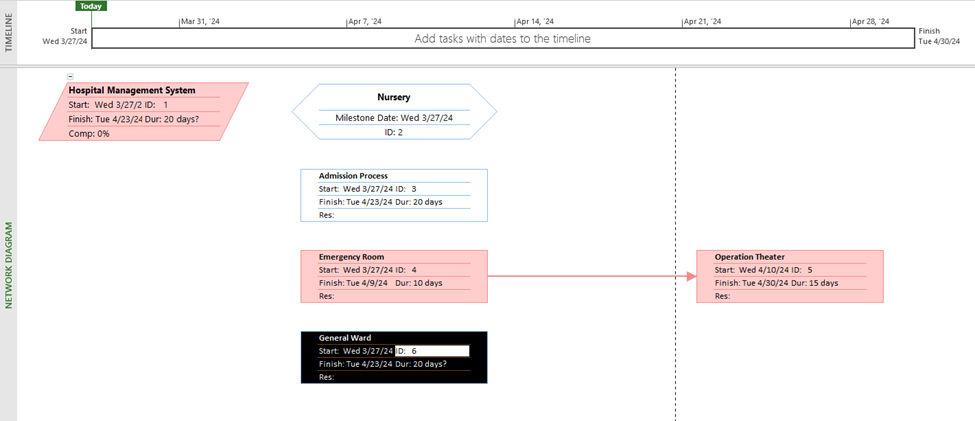 Today
TIMELINE
Mar 31, '24
Apr 7, '24
Apr 14, '24
Apr 21, '24
Apr 28, '24
Start
Wed 3/27/24
Add tasks with dates to the timeline
Finish
Tue 4/30/24
NETWORK DIAGRAM
Hospital Management System
Start: Wed 3/27/2 ID: 1
Finish: Tue 4/23/24 Dur: 20 days?
Comp: 0%
Nursery
Milestone Date: Wed 3/27/24
ID: 2
Admission Process
Start: Wed 3/27/24 ID: 3
Finish: Tue 4/23/24 Dur: 20 days
Res:
Emergency Room
Start: Wed 3/27/24 ID: 4
Finish: Tue 4/9/24 Dur: 10 days
Res:
Operation Theater
Start: Wed 4/10/24 ID: 5
Finish: Tue 4/30/24 Dur: 15 days
Res:
General Ward
Start: Wed 3/27/24 ID: 6
Finish: Tue 4/23/24 Dur: 20 days?
Res: